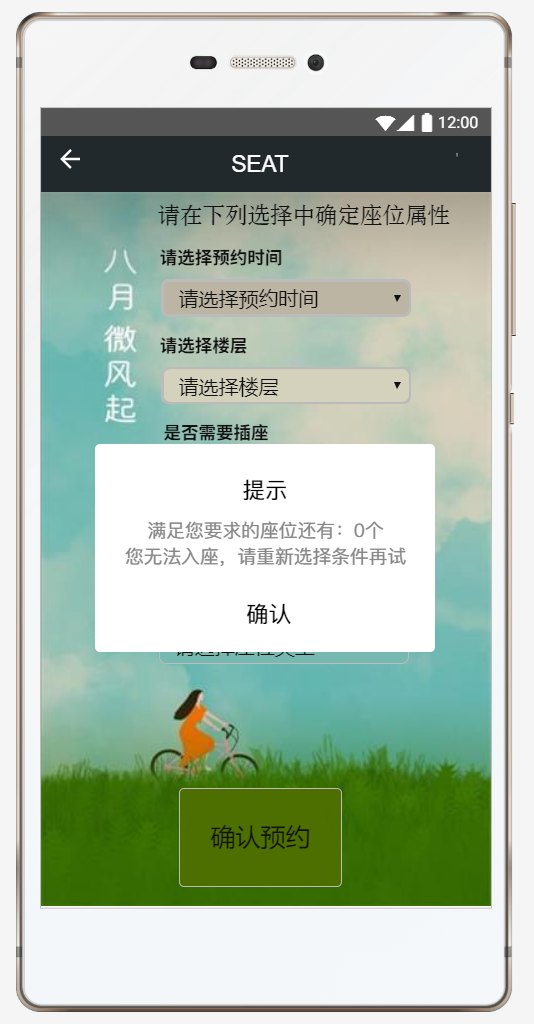 12:00
SEAT
请在下列选择中确定座位属性
八月微风起
请选择预约时间
请选择预约时间
请选择楼层
请选择楼层
是否需要插座
提示
满足您要求的座位还有：0个
您无法入座，请重新选择条件再试
确认
确认预约